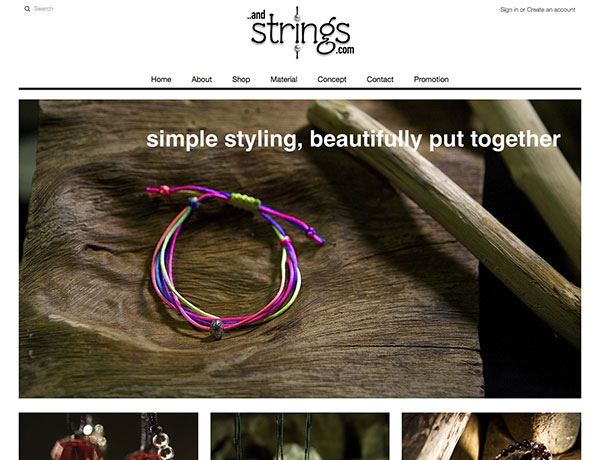 Search
Sign in or Create an account
..and
strings
.com
Home About Shop Material Concept Contact Promotion
simple styling, beautifully put together